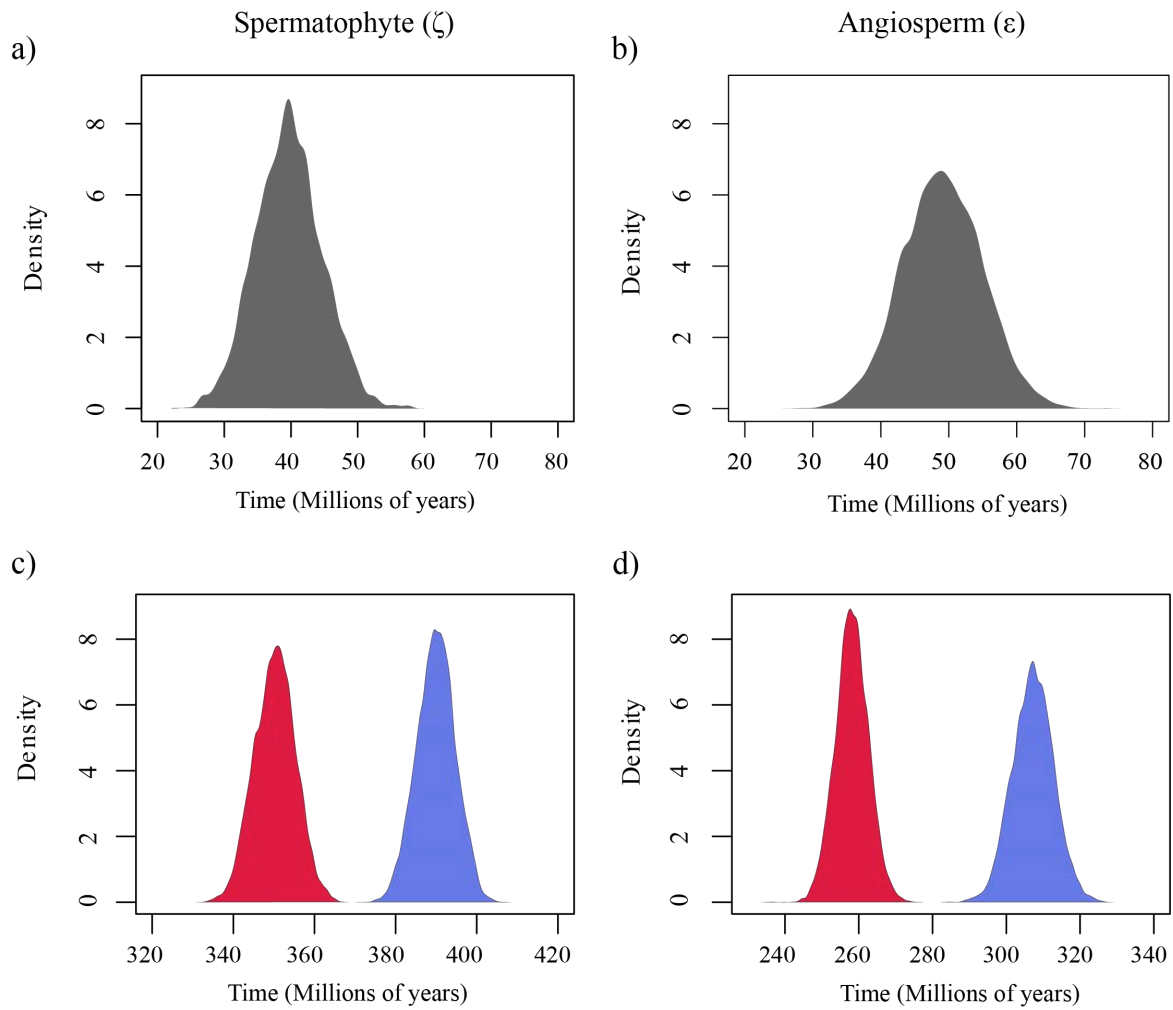 Spermatophyte (ζ)
Angiosperm (ε)
a)
b)
Density
0 2 4 6 8
20 30 40 50 60 70 80
Time (Millions of years)
Density
0 2 4 6 8
20 30 40 50 60 70 80
Time (Millions of years)
c)
d)
Density
0 2 4 6 8
320 340 360 380 400 420
Time (Millions of years)
Density
0 2 4 6 8
240 260 280 300 320 340
Time (Millions of years)